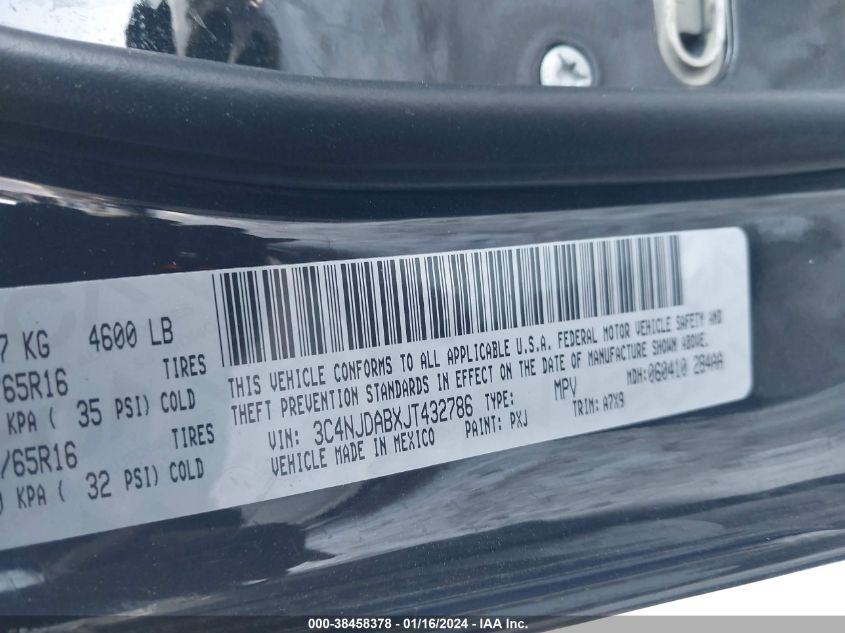 7 KG 4600 LB
/65R16 TIRES
KPA ( 35 PSI) COLD
/65R16 TIRES
KPA ( 32 PSI) COLD
THIS VEHICLE CONFORMS TO ALL APPLICABLE U.S.A. FEDERAL MOTOR VEHICLE SAFETY AND
THEFT PREVENTION STANDARDS IN EFFECT ON THE DATE OF MANUFACTURE SHOWN ABOVE.
VIN: 3C4NJDABXJT432786 TYPE: MPV MDH:060410 284AA
VEHICLE MADE IN MEXICO PAINT: PXJ TRIM: A7X9
000-38458378 - 01/16/2024 - IAA Inc.